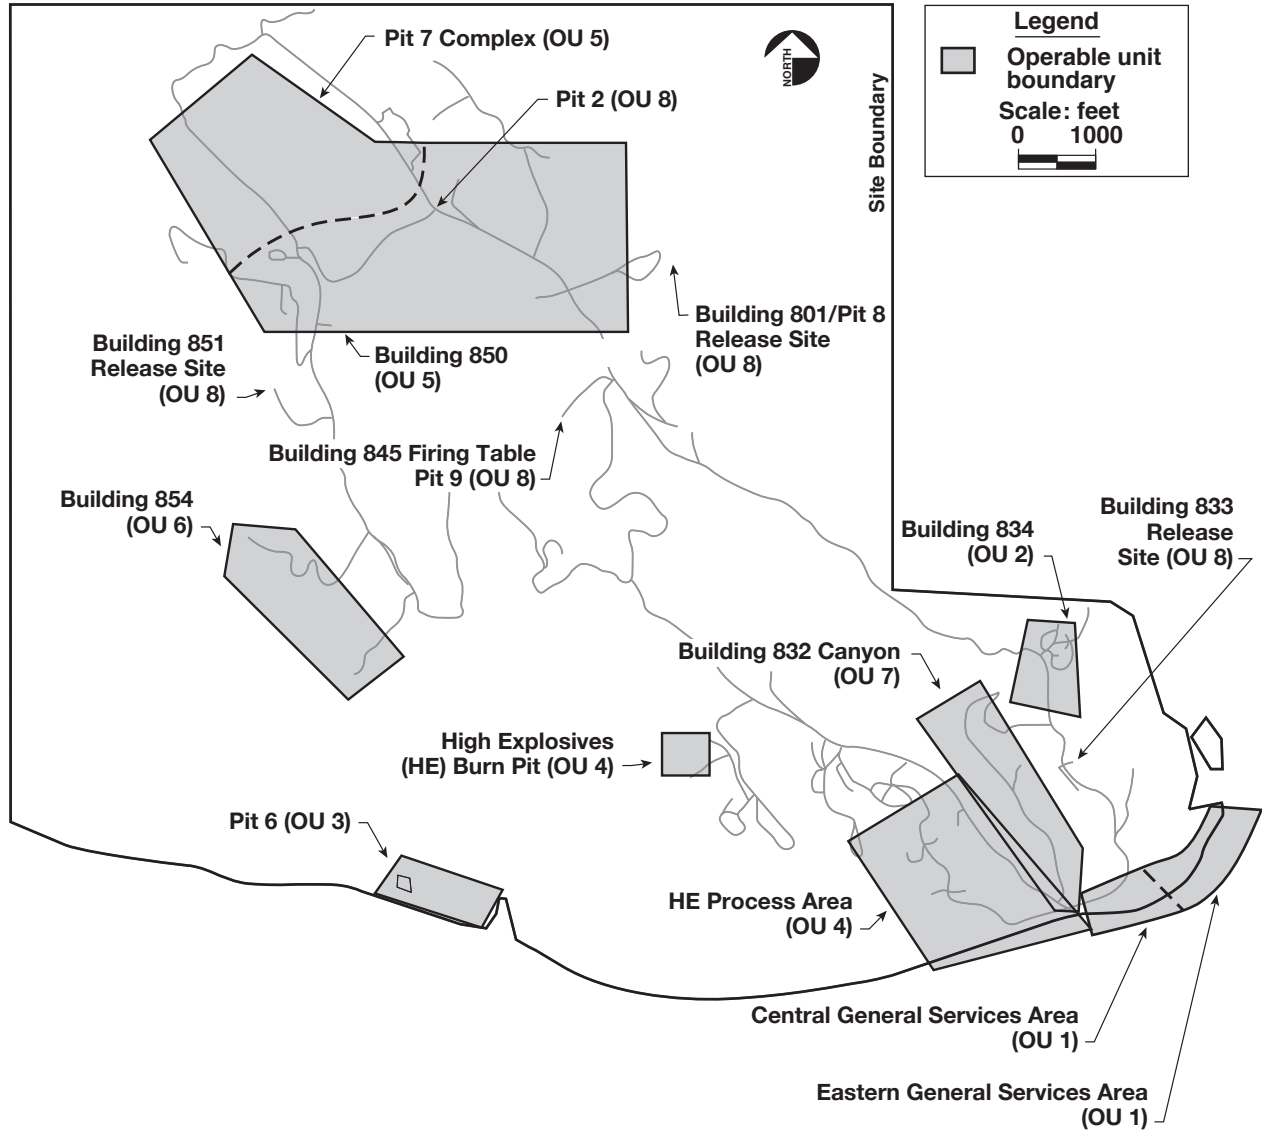 Pit 7 Complex (OU 5)
Pit 2 (OU 8)
NORTH
Site Boundary
Legend
Operable unit
boundary
Scale: feet
0 1000
Building 801/Pit 8
Release Site
(OU 8)
Building 851
Release Site
(OU 8)
Building 850
(OU 5)
Building 845 Firing Table
Pit 9 (OU 8)
Building 854
(OU 6)
Building 834
(OU 2)
Building 833
Release
Site (OU 8)
Building 832 Canyon
(OU 7)
High Explosives
(HE) Burn Pit (OU 4)
Pit 6 (OU 3)
HE Process Area
(OU 4)
Central General Services Area
(OU 1)
Eastern General Services Area
(OU 1)